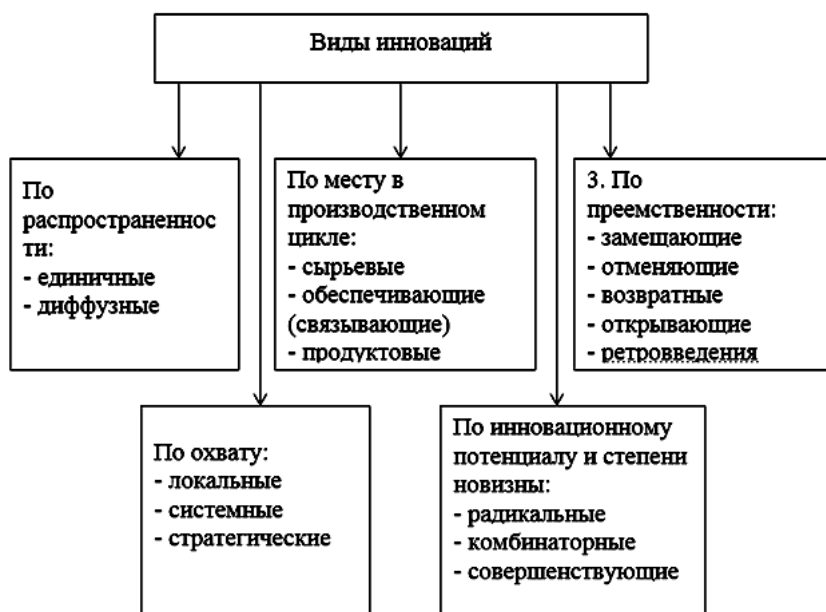 Виды инноваций
По
распространеннос
ти:
- единичные
- диффузные
По месту в
производственном
цикле:
- сырьевые
- обеспечивающие
(связывающие)
- продуктовые
3. По
преемственности:
- замещающие
- отменяющие
- возвратные
- открывающие
- ретровведения
По охвату:
- локальные
- системные
- стратегические
По инновационному
потенциалу и степени
новизны:
- радикальные
- комбинаторные
- совершенствующие